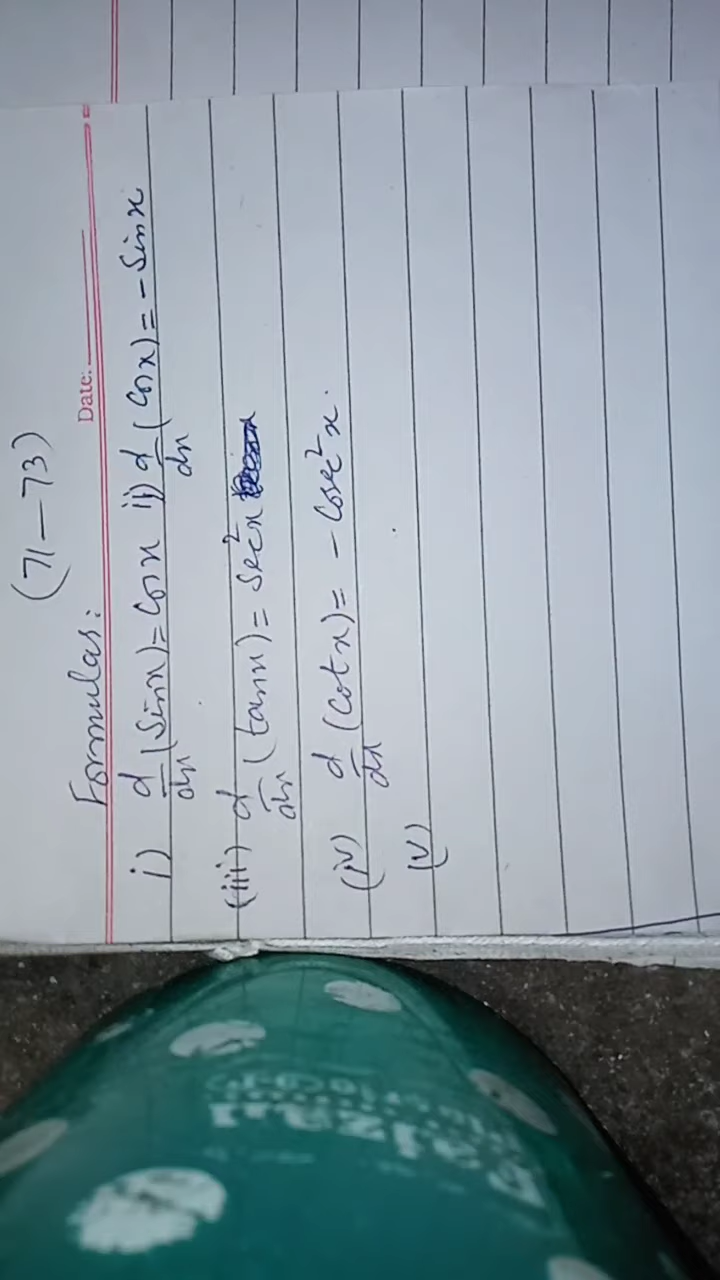 (71-73)
Formulas:
Date:
i) d/dx (Sinx) = Cosx ii) d/dx (Cosx) = -Sinx
(iii) d/dx (tanx) = Sec²x
(iv) d/dx (Cotx) = -Cosec²x.
(v)